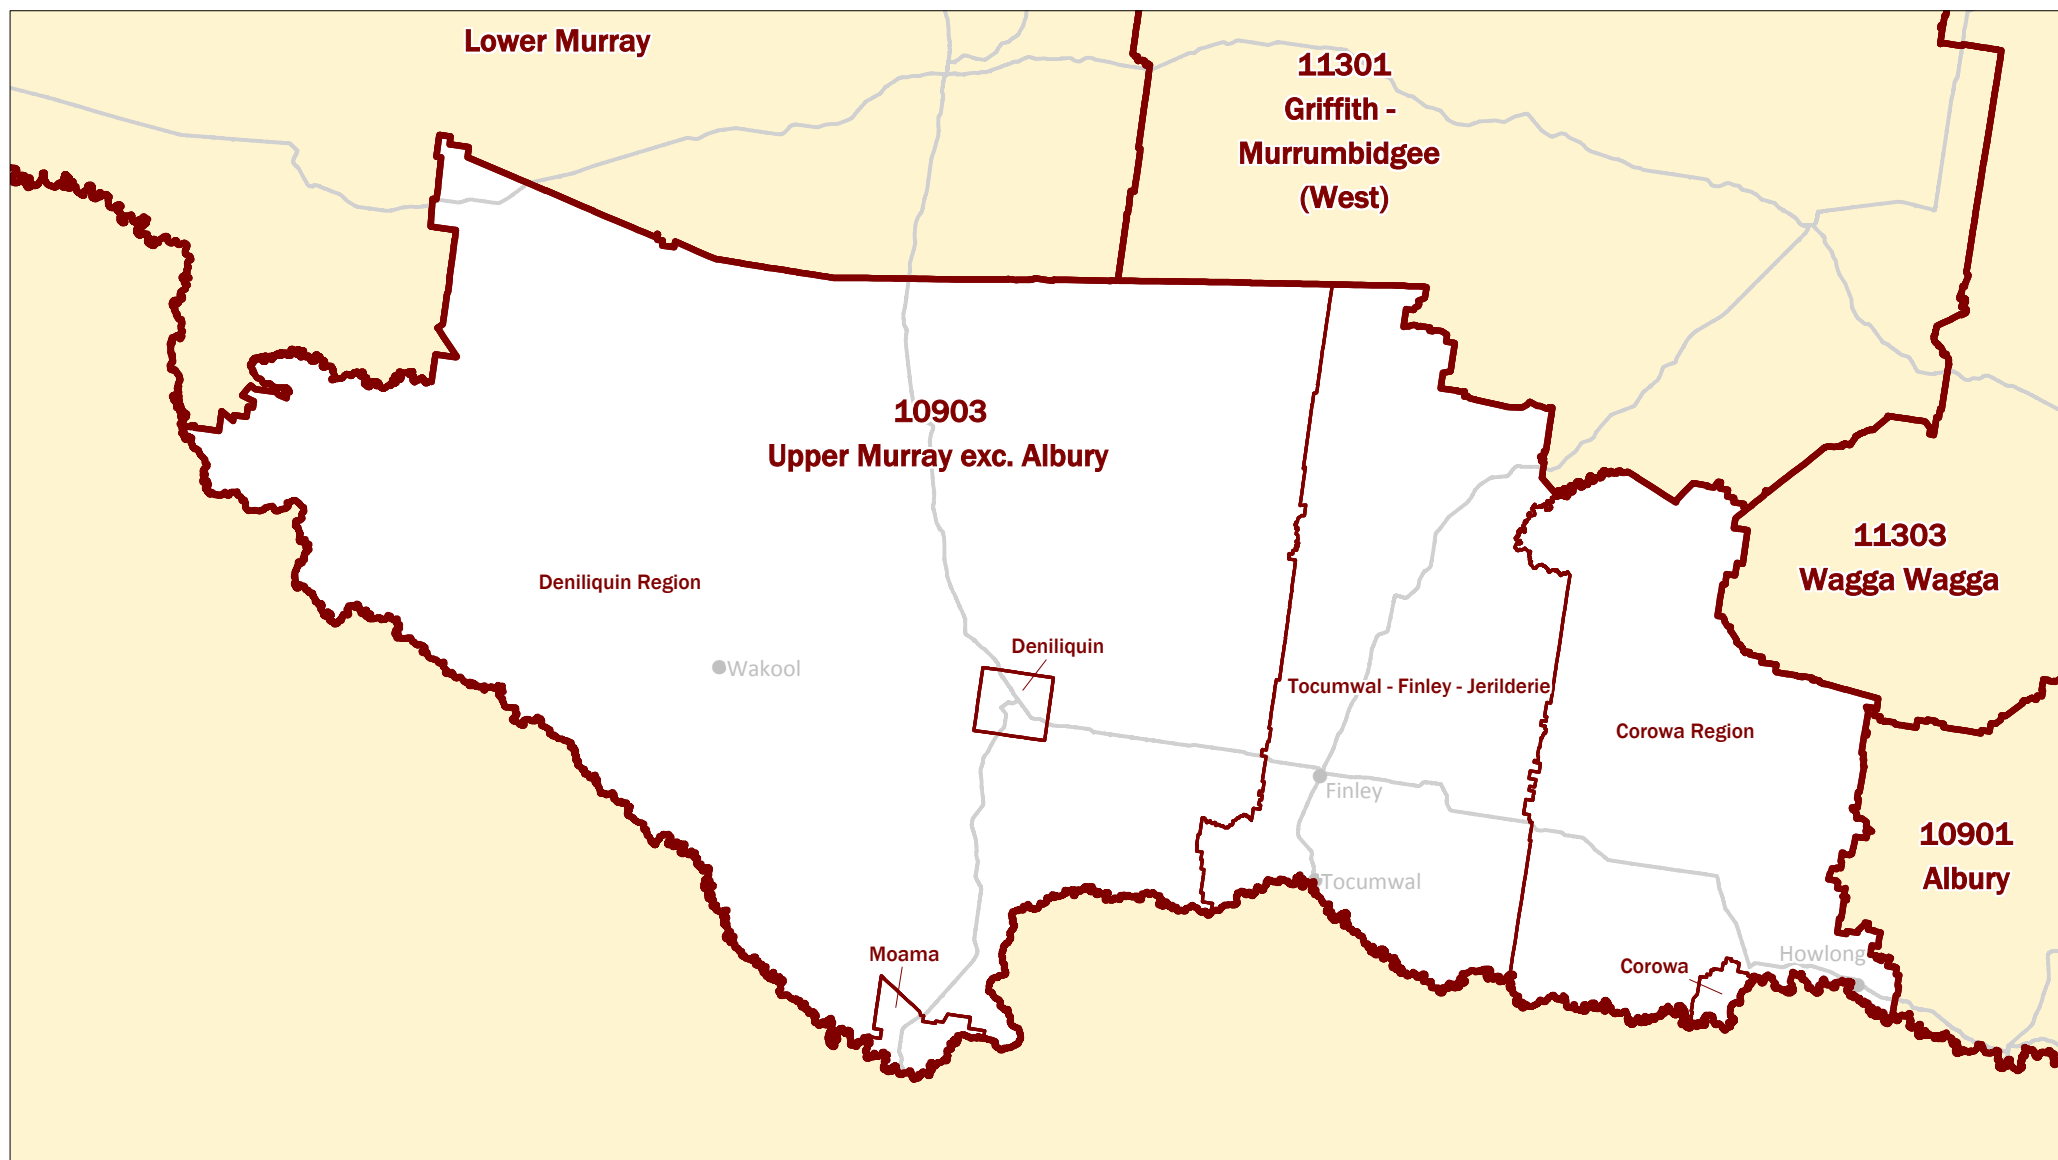 Lower Murray
11301
Griffith -
Murrumbidgee
(West)
10903
Upper Murray exc. Albury
11303
Wagga Wagga
Deniliquin Region
Deniliquin
Wakool
Tocumwal - Finley - Jerilderie
Corowa Region
Finley
10901
Albury
Tocumwal
Moama
Corowa
Howlong